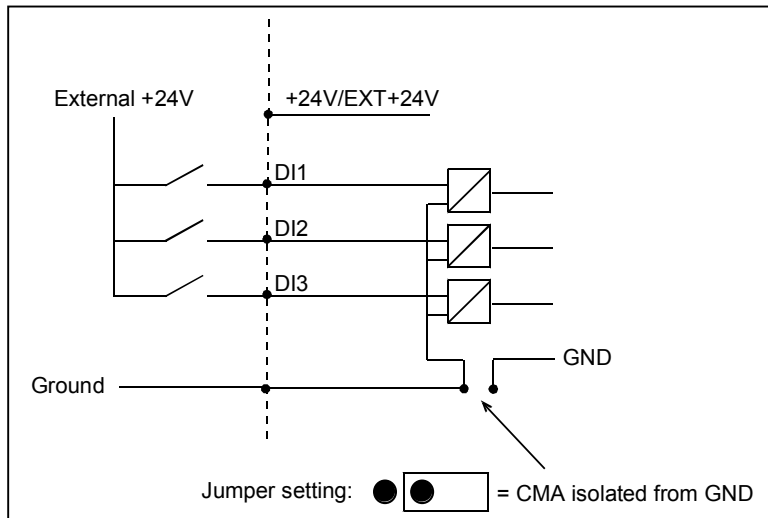 External +24V
+24V/EXT+24V
DI1
DI2
DI3
GND
Ground
Jumper setting: = CMA isolated from GND